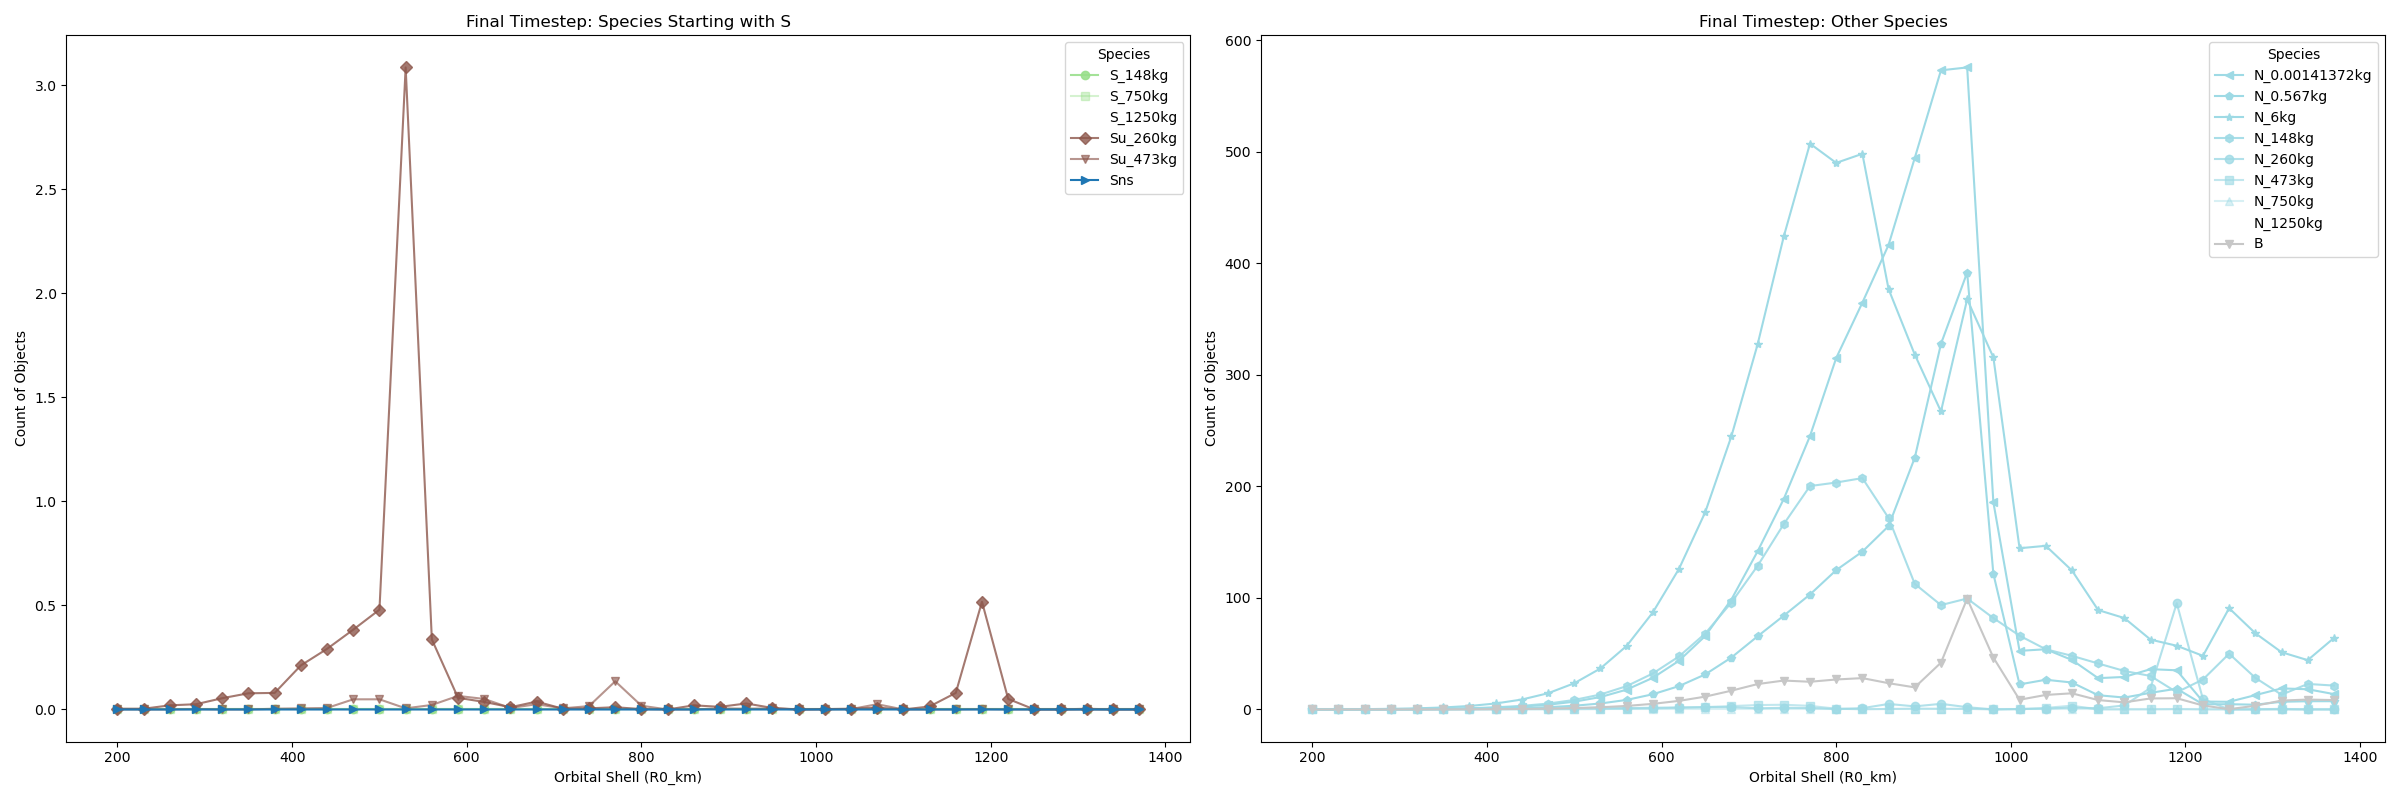 Final Timestep: Species Starting with S
Count of Objects
3.0
2.5
2.0
1.5
1.0
0.5
0.0
200 400 600 800 1000 1200 1400
Orbital Shell (R0_km)
Species
S_148kg
S_750kg
S_1250kg
Su_260kg
Su_473kg
Sns
Final Timestep: Other Species
Count of Objects
600
500
400
300
200
100
0
200 400 600 800 1000 1200 1400
Orbital Shell (R0_km)
Species
N_0.00141372kg
N_0.567kg
N_6kg
N_148kg
N_260kg
N_473kg
N_750kg
N_1250kg
B